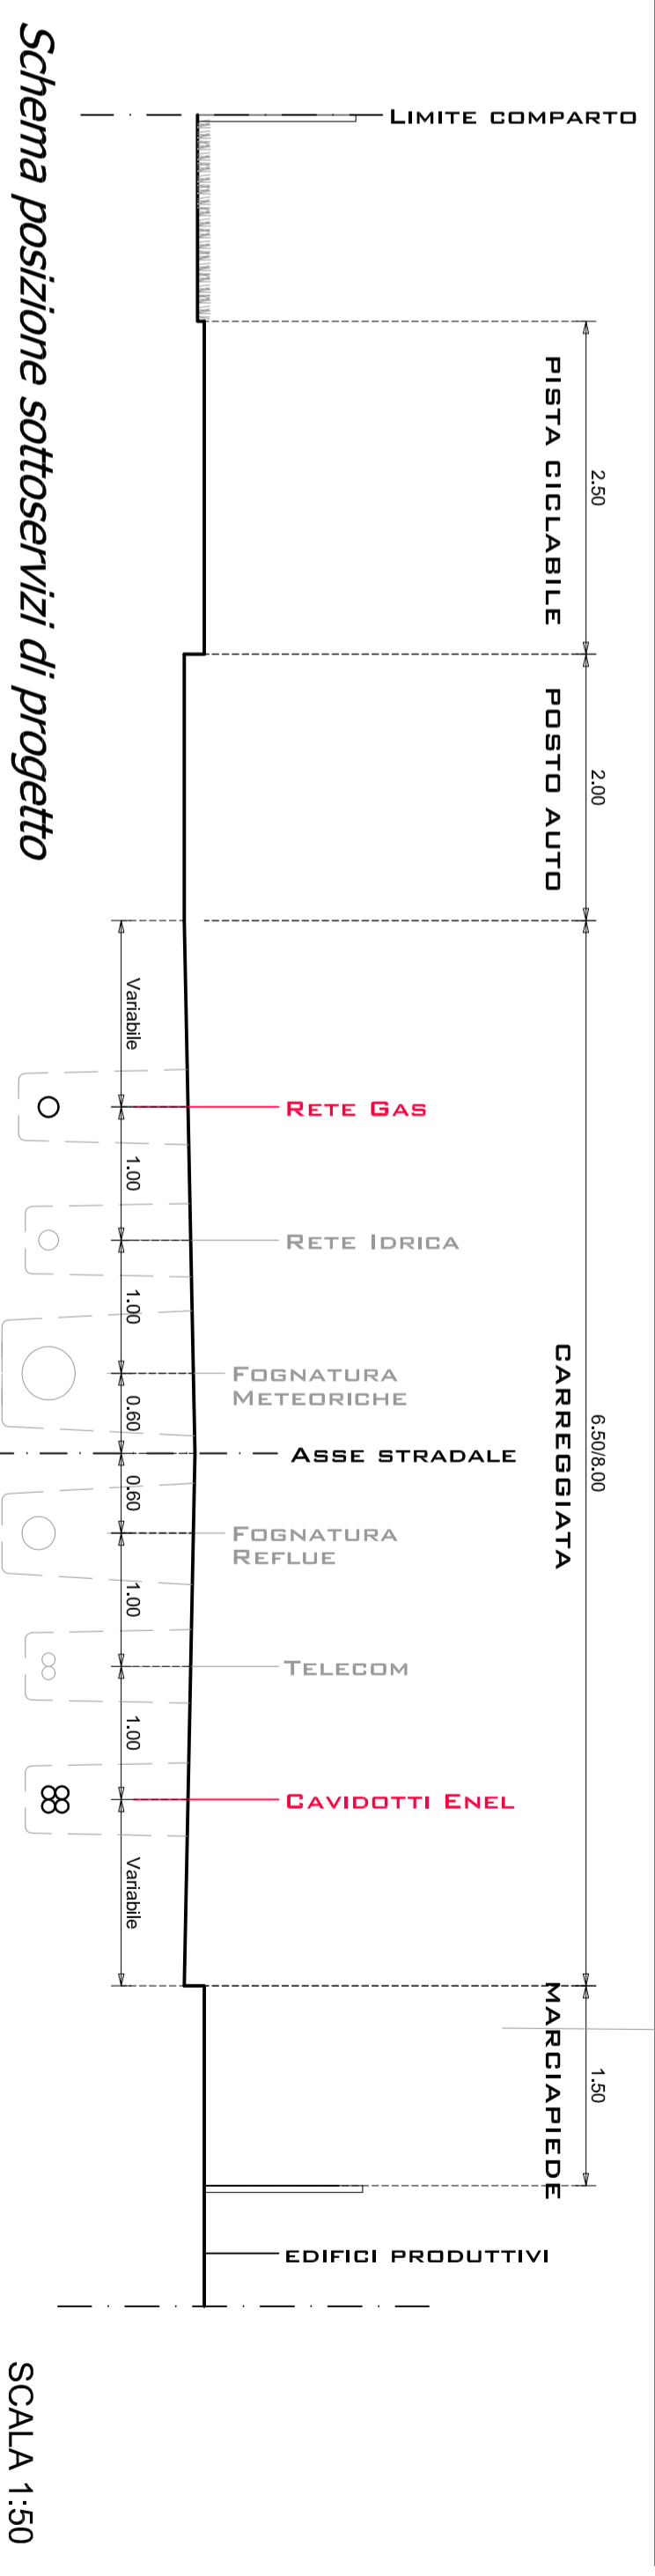 LIMITE COMPARTO
2.50
PISTA CICLABILE
2.00
POSTO AUTO
6.50/8.00
CARREGGIATA
1.50
MARCIAPIEDE
RETE GAS
RETE IDRICA
FOGNATURA
METEORICHE
ASSE STRADALE
FOGNATURA
REFLUE
TELECOM
CAVIDOTTI ENEL
EDIFICI PRODUTTIVI
Variabile
1.00
1.00
0.60
0.60
1.00
1.00
Variabile
Schema posizione sottoservizi di progetto
SCALA 1:50